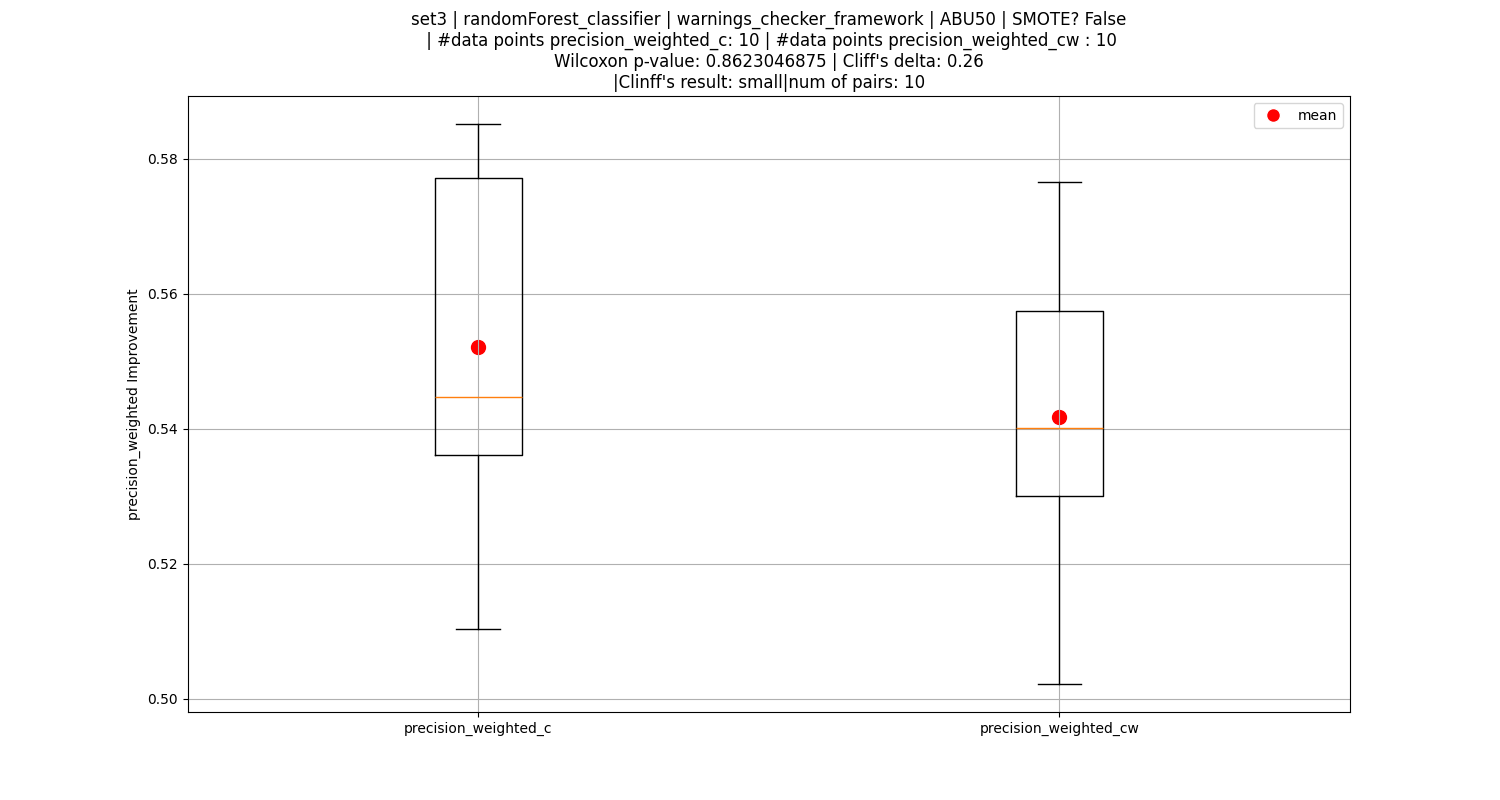 set3 | randomForest_classifier | warnings_checker_framework | ABU50 | SMOTE? False
| #data points precision_weighted_c: 10 | #data points precision_weighted_cw : 10
Wilcoxon p-value: 0.8623046875 | Cliff's delta: 0.26
|Clinff's result: small|num of pairs: 10
mean
0.58
0.56
0.54
0.52
0.50
precision_weighted Improvement
precision_weighted_c
precision_weighted_cw